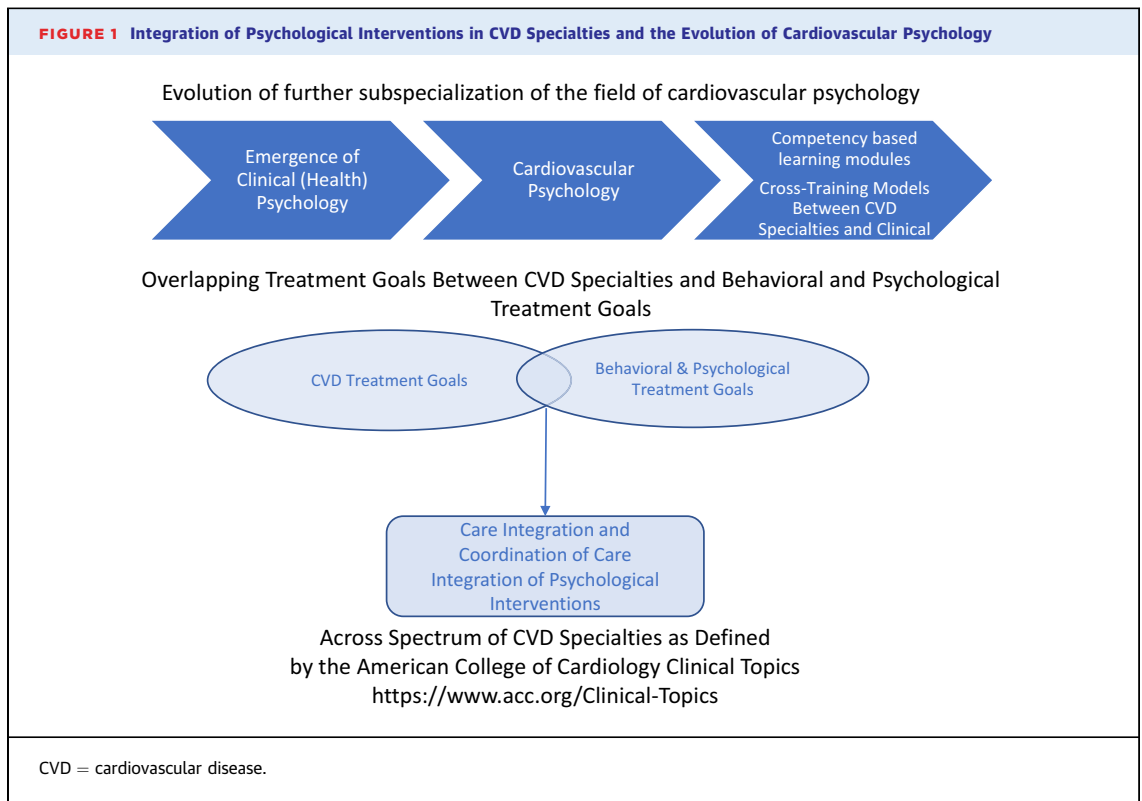 FIGURE 1 Integration of Psychological Interventions in CVD Specialties and the Evolution of Cardiovascular Psychology
Evolution of further subspecialization of the field of cardiovascular psychology
Emergence of
Clinical (Health)
Psychology
Cardiovascular
Psychology
Competency based
learning modules
Cross-Training Models
Between CVD
Specialties and Clinical
Overlapping Treatment Goals Between CVD Specialties and Behavioral and Psychological
Treatment Goals
CVD Treatment Goals
Behavioral & Psychological
Treatment Goals
Care Integration and
Coordination of Care
Integration of Psychological
Interventions
Across Spectrum of CVD Specialties as Defined
by the American College of Cardiology Clinical Topics
https://www.acc.org/Clinical-Topics
CVD = cardiovascular disease.